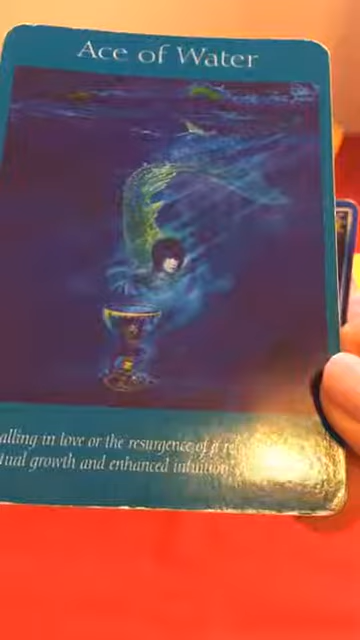 Ace of Water
alling in love or the resurgence of a
tual growth and enhanced intuition